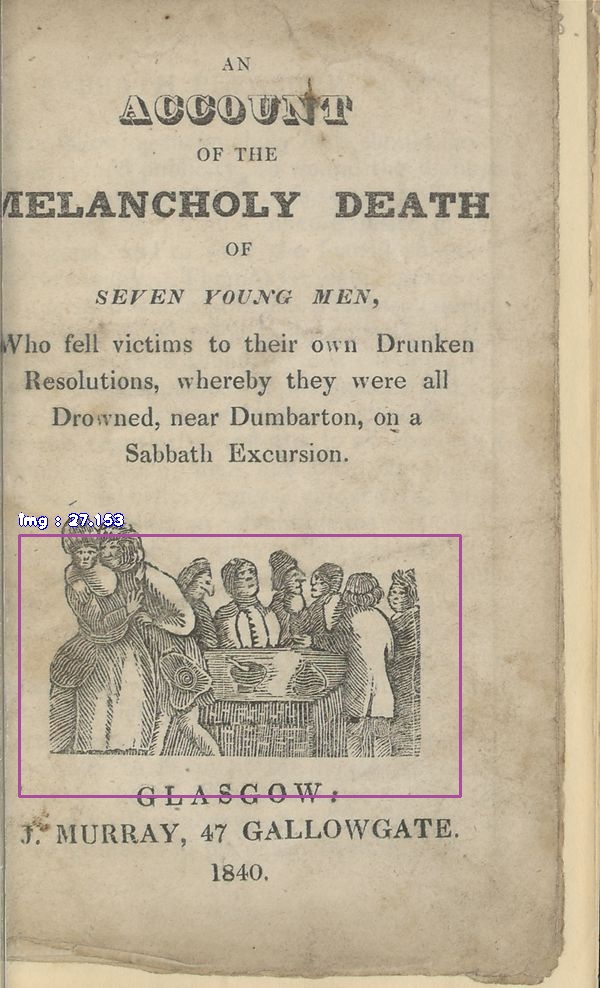 AN
ACCOUNT
OF THE
MELANCHOLY DEATH
OF
SEVEN YOUNG MEN,
Who fell victims to their own Drunken
Resolutions, whereby they were all
Drowned, near Dumbarton, on a
Sabbath Excursion.
Img : 27.153
GLASGOW:
J. MURRAY, 47 GALLOWGATE.
1840.